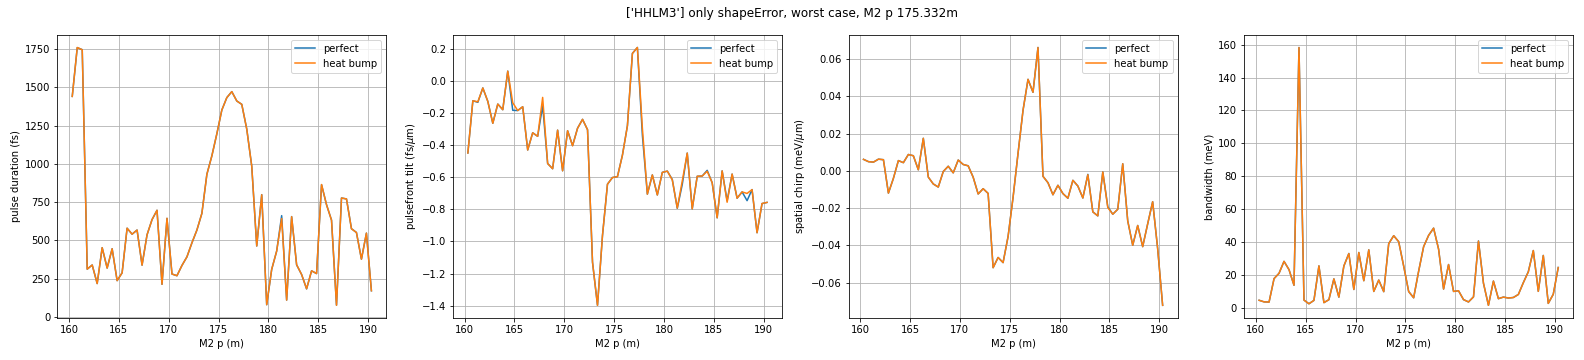 ['HHLM3'] only shapeError, worst case, M2 p 175.332m
pulse duration (fs)
1750
1500
1250
1000
750
500
250
0
160 165 170 175 180 185 190
M2 p (m)
perfect
heat bump
pulsefront tilt (fs/μm)
0.2
0.0
−0.2
−0.4
−0.6
−0.8
−1.0
−1.2
−1.4
160 165 170 175 180 185 190
M2 p (m)
perfect
heat bump
spatial chirp (meV/μm)
0.06
0.04
0.02
0.00
−0.02
−0.04
−0.06
160 165 170 175 180 185 190
M2 p (m)
perfect
heat bump
bandwidth (meV)
160
140
120
100
80
60
40
20
0
160 165 170 175 180 185 190
M2 p (m)
perfect
heat bump